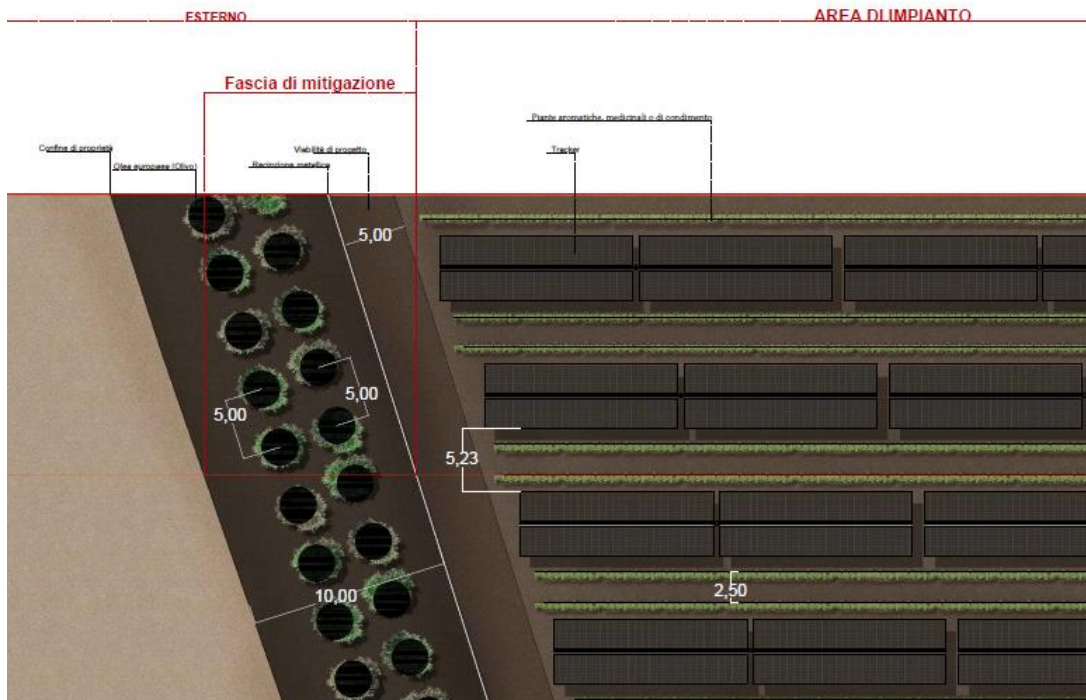 ESTERNO
AREA DI IMPIANTO
Fascia di mitigazione
Piante aromatiche, medicinali o di condimento
Confine di proprietà
Viabilità di progetto
Tracker
Olea europaea (Olivo)
Recinzione metallica
5,00
5,00
5,00
5,23
2,50
10,00